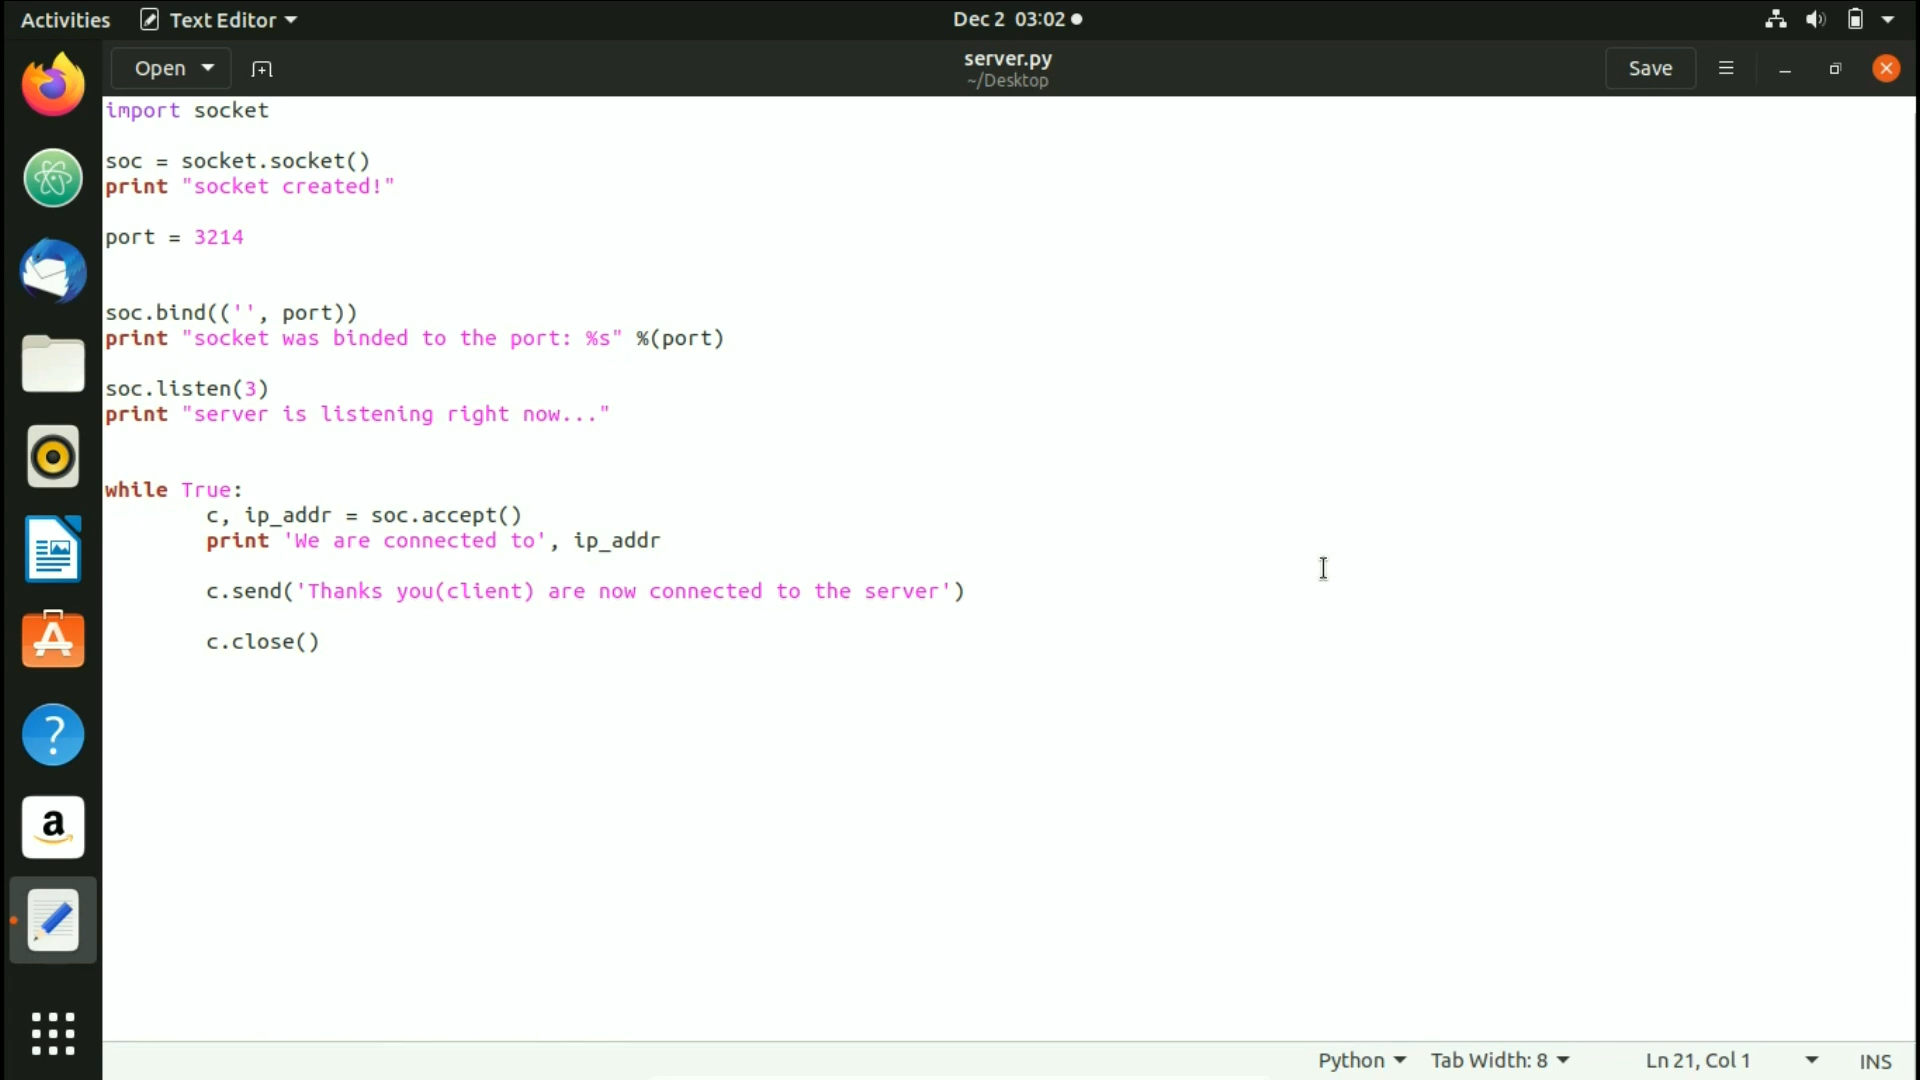 Activities Text Editor Dec 2 03:02
Open server.py Save
~/Desktop
import socket
soc = socket.socket()
print "socket created!"
port = 3214
soc.bind(('', port))
print "socket was binded to the port: %s" %(port)
soc.listen(3)
print "server is listening right now..."
while True:
c, ip_addr = soc.accept()
print 'We are connected to', ip_addr
c.send('Thanks you(client) are now connected to the server')
c.close()
?
a
Python Tab Width: 8 Ln 21, Col 1 INS